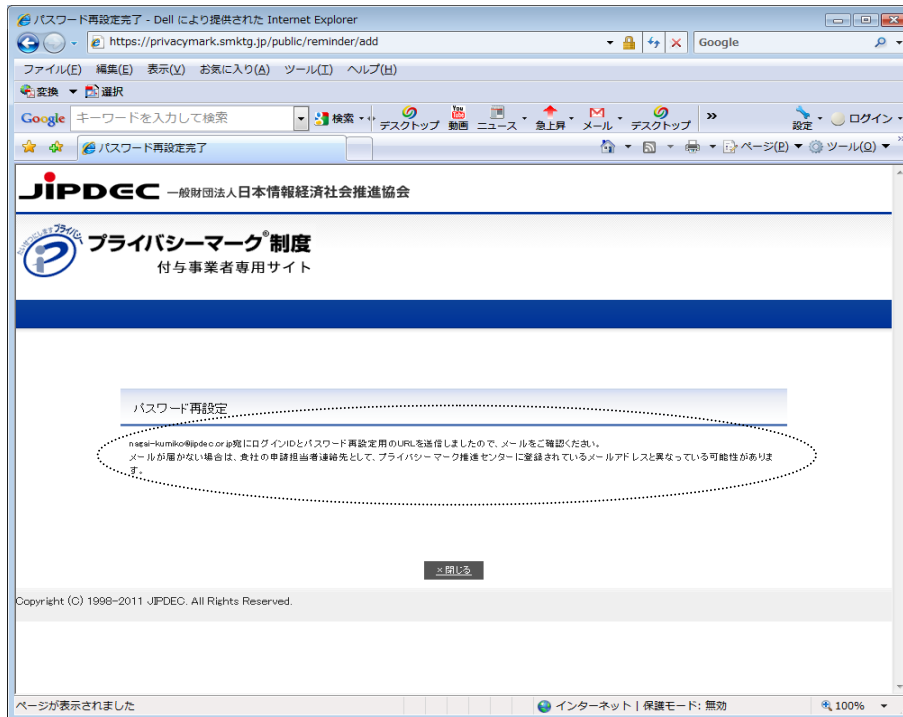 パスワード再設定完了 - Dell により提供された Internet Explorer
https://privacymark.smktg.jp/public/reminder/add
Google
ファイル(F) 編集(E) 表示(V) お気に入り(A) ツール(T) ヘルプ(H)
変換 選択
Google キーワードを入力して検索 検索 デスクトップ 動画 ニュース 急上昇 メール デスクトップ » 設定 ログイン
パスワード再設定完了 ページ(P) ツール(O)
JIPDEC 一般財団法人日本情報経済社会推進協会
プライバシーマーク®制度
付与事業者専用サイト
パスワード再設定
nagai-kumiko@jipdec.or.jp宛にログインIDとパスワード再設定用のURLを送信しましたので、メールをご確認ください。
メールが届かない場合は、貴社の申請担当者連絡先として、プライバシーマーク推進センターに登録されているメールアドレスと異なっている可能性がありま
す。
×閉じる
Copyright (C) 1998-2011 JIPDEC. All Rights Reserved.
ページが表示されました インターネット | 保護モード: 無効 100%